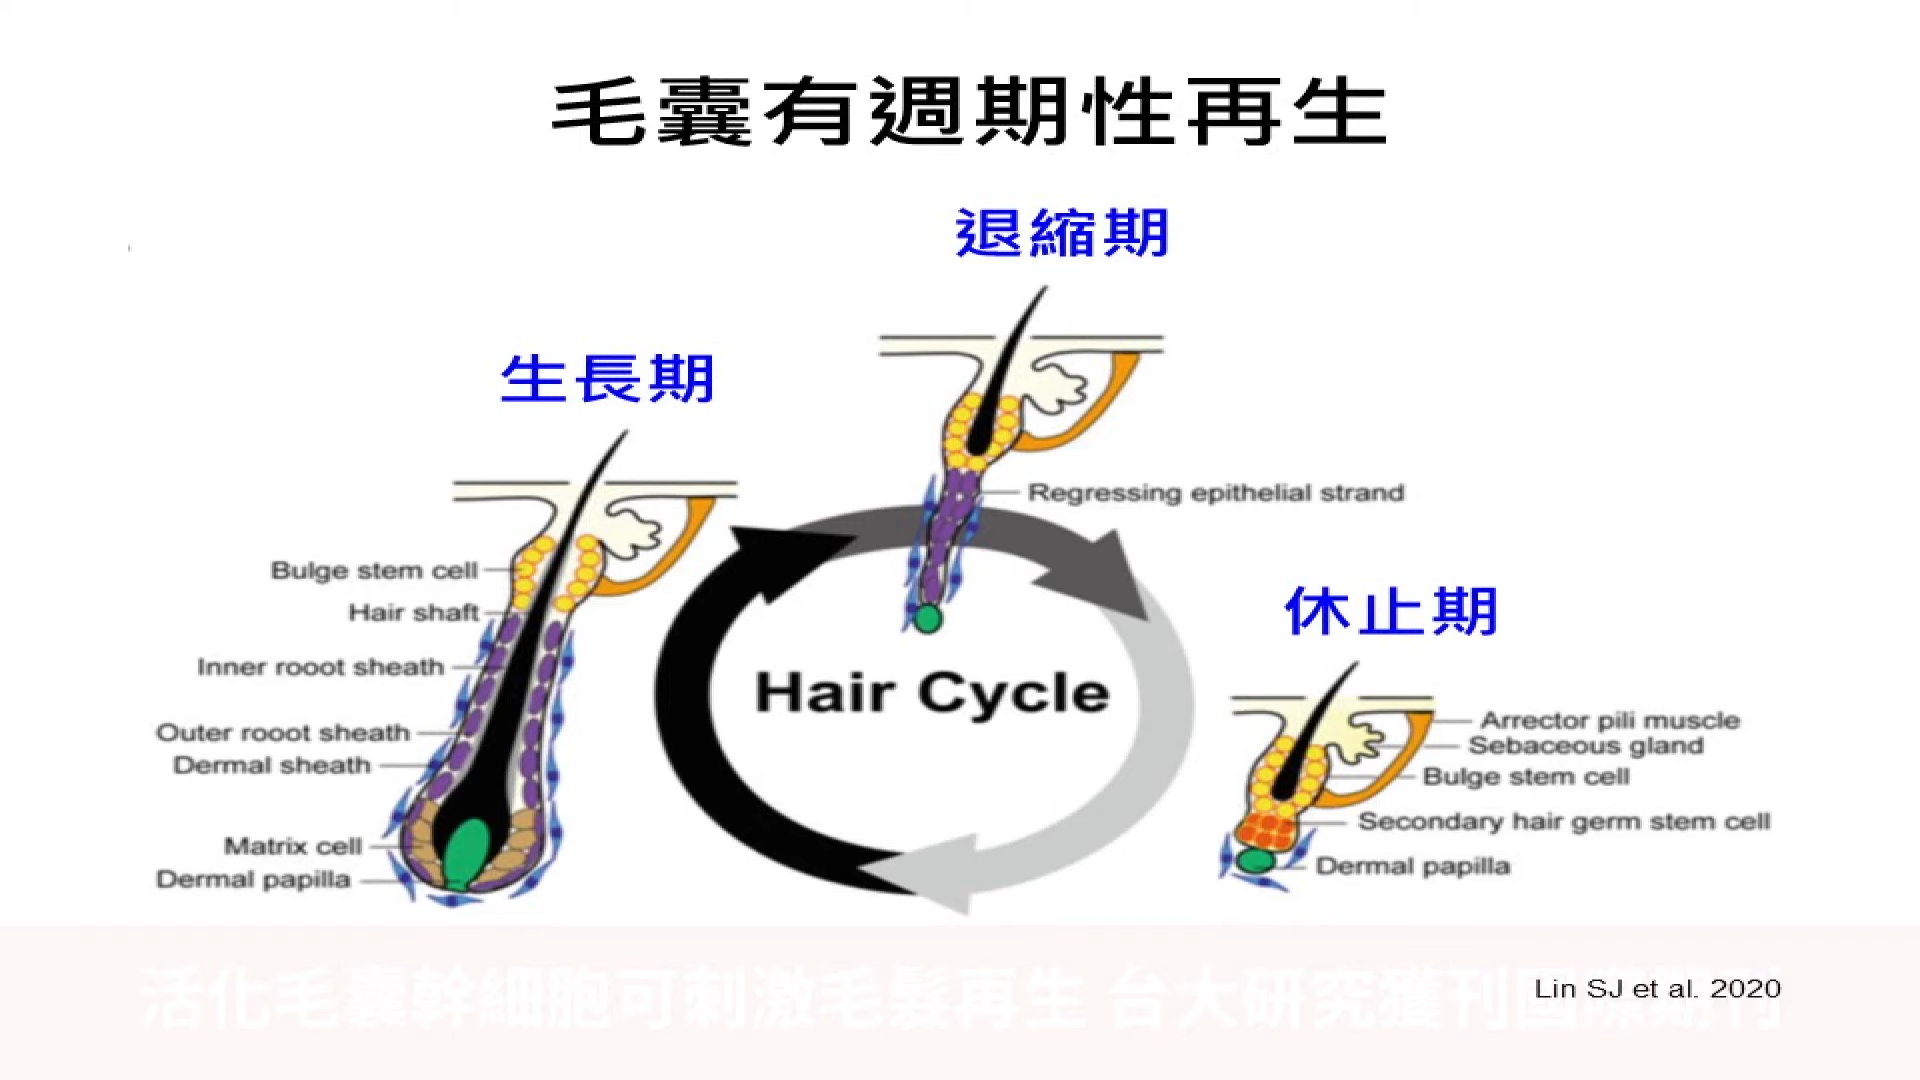 毛囊有週期性再生
退縮期
生長期
Regressing epithelial strand
Bulge stem cell
Hair shaft
Inner rooot sheath
Outer rooot sheath
Dermal sheath
Matrix cell
Dermal papilla
Hair Cycle
休止期
Arrector pili muscle
Sebaceous gland
Bulge stem cell
Secondary hair germ stem cell
Dermal papilla
活化毛囊幹細胞可刺激毛髮再生 台大研究獲刊國際期刊
Lin SJ et al. 2020